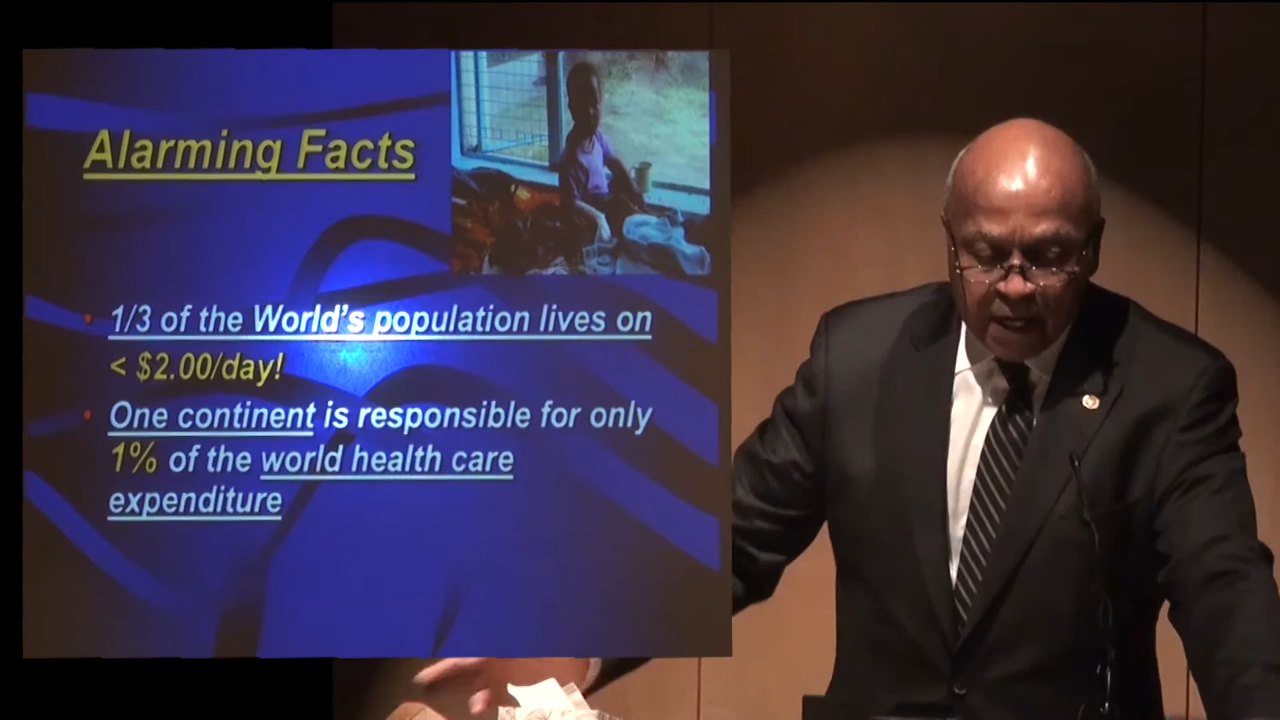 Alarming Facts
• 1/3 of the World's population lives on
< $2.00/day!
• One continent is responsible for only
1% of the world health care
expenditure